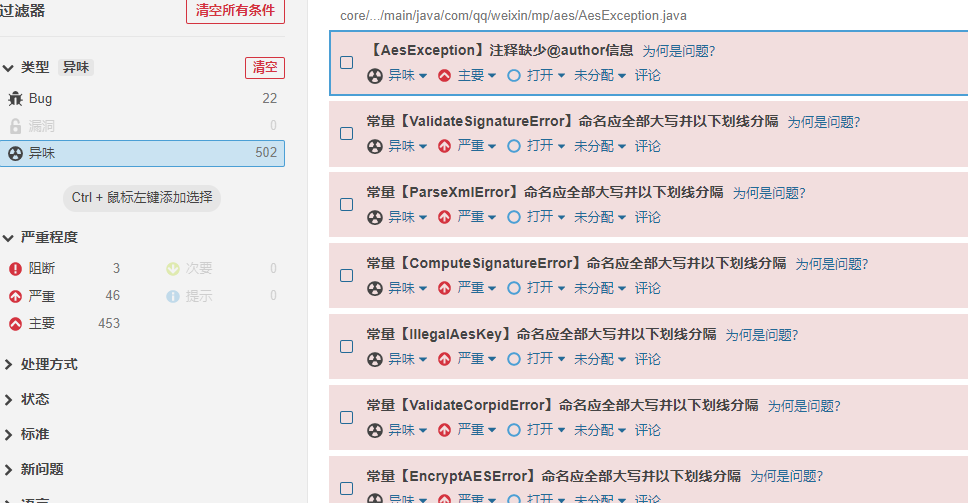 过滤器
清空所有条件
类型 异味
清空
Bug 22
漏洞 0
异味 502
Ctrl + 鼠标左键添加选择
严重程度
阻断 3 次要 0
严重 46 提示 0
主要 453
处理方式
状态
标准
新问题
core/.../main/java/com/qq/weixin/mp/aes/AesException.java
【AesException】注释缺少@author信息 为何是问题?
异味 主要 打开 未分配 评论
常量【ValidateSignatureError】命名应全部大写并以下划线分隔 为何是问题?
异味 严重 打开 未分配 评论
常量【ParseXmlError】命名应全部大写并以下划线分隔 为何是问题?
异味 严重 打开 未分配 评论
常量【ComputeSignatureError】命名应全部大写并以下划线分隔 为何是问题?
异味 严重 打开 未分配 评论
常量【IllegalAesKey】命名应全部大写并以下划线分隔 为何是问题?
异味 严重 打开 未分配 评论
常量【ValidateCorpidError】命名应全部大写并以下划线分隔 为何是问题?
异味 严重 打开 未分配 评论
常量【EncryptAESError】命名应全部大写并以下划线分隔 为何是问题?
异味 严重 打开 未分配 评论